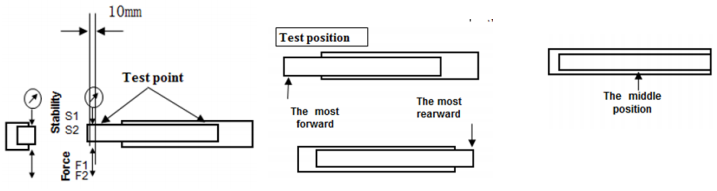 10mm
Test point
Stability
S1
S2
Force
F1
F2
Test position
The most
forward
The most
rearward
The middle
position